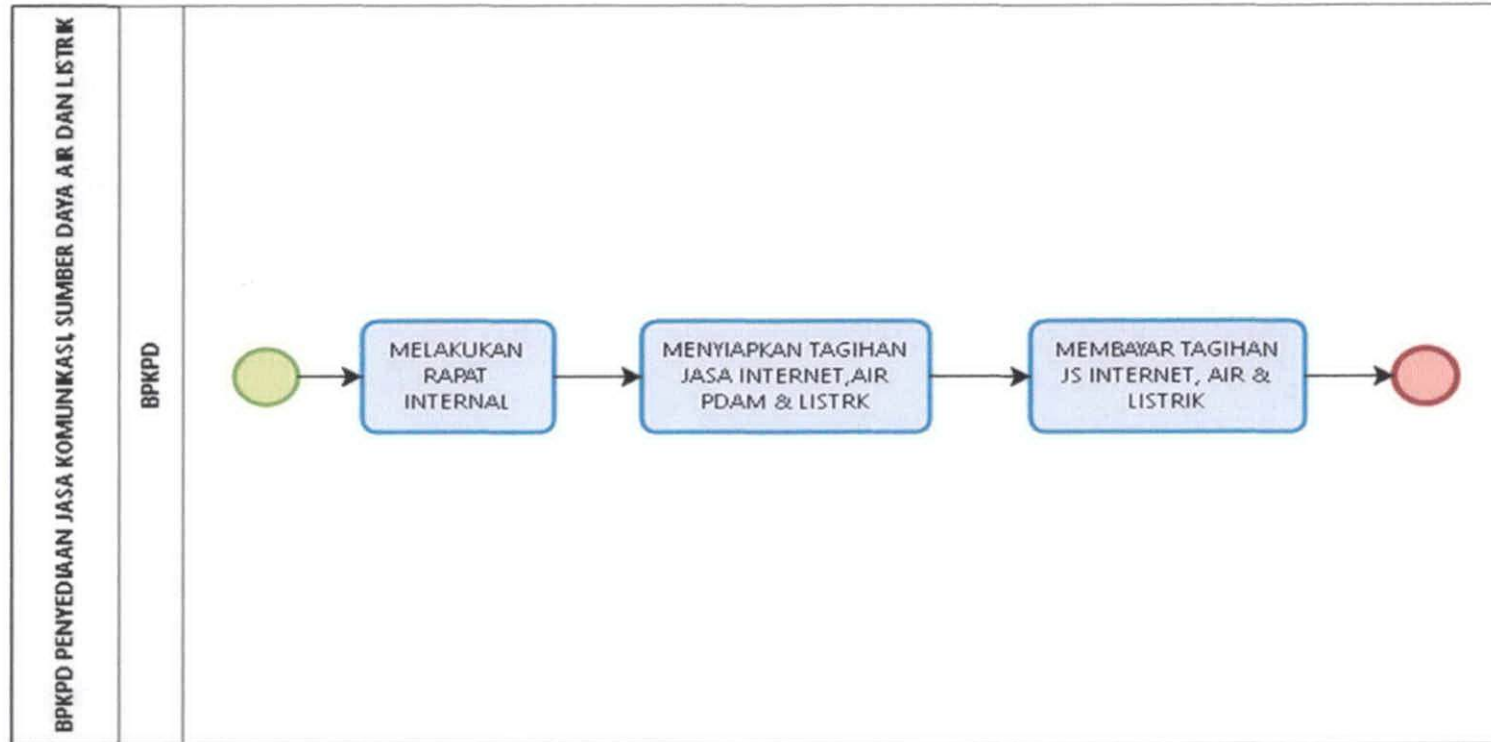 BPKPD PENYEDIAAN JASA KOMUNIKASI, SUMBER DAYA AIR DAN LISTRIK
BPKPD
MELAKUKAN
RAPAT
INTERNAL
MENYIAPKAN TAGIHAN
JASA INTERNET,AIR
PDAM & LISTRK
MEMBAYAR TAGIHAN
JS INTERNET, AIR &
LISTRIK